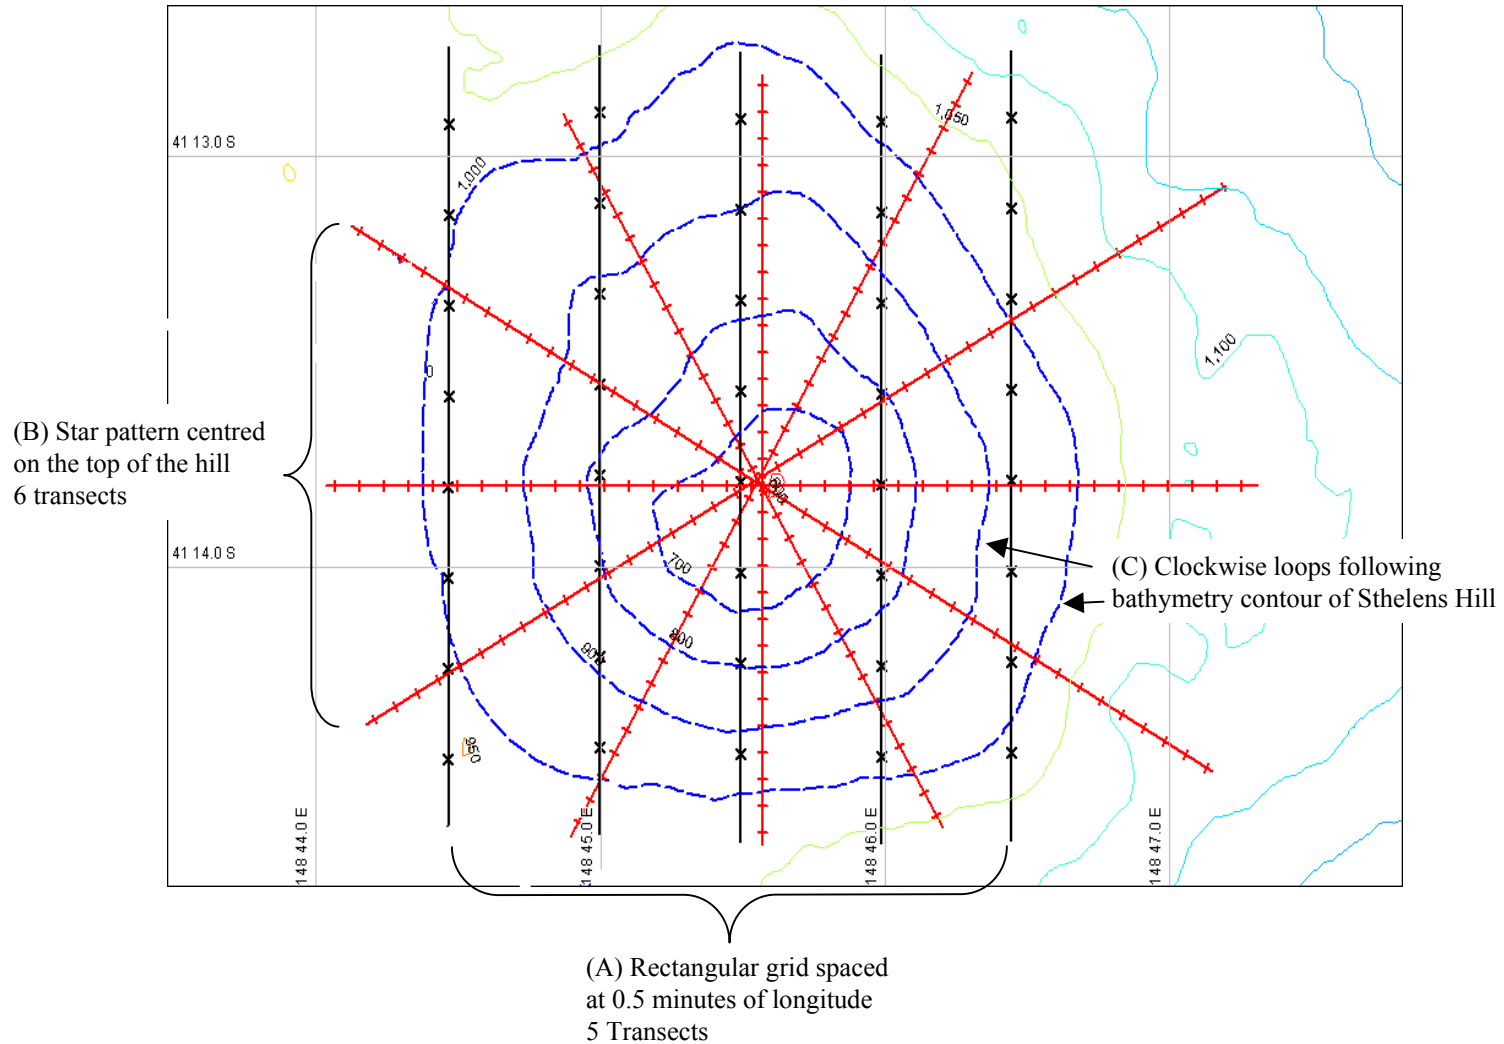 1,050
41 13.0 S
1,000
1,100
0
(B) Star pattern centred
on the top of the hill
6 transects
41 14.0 S
700
(C) Clockwise loops following
bathymetry contour of Sthelens Hill
800
900
950
148 44.0 E
148 45.0 E
148 46.0 E
148 47.0 E
(A) Rectangular grid spaced
at 0.5 minutes of longitude
5 Transects